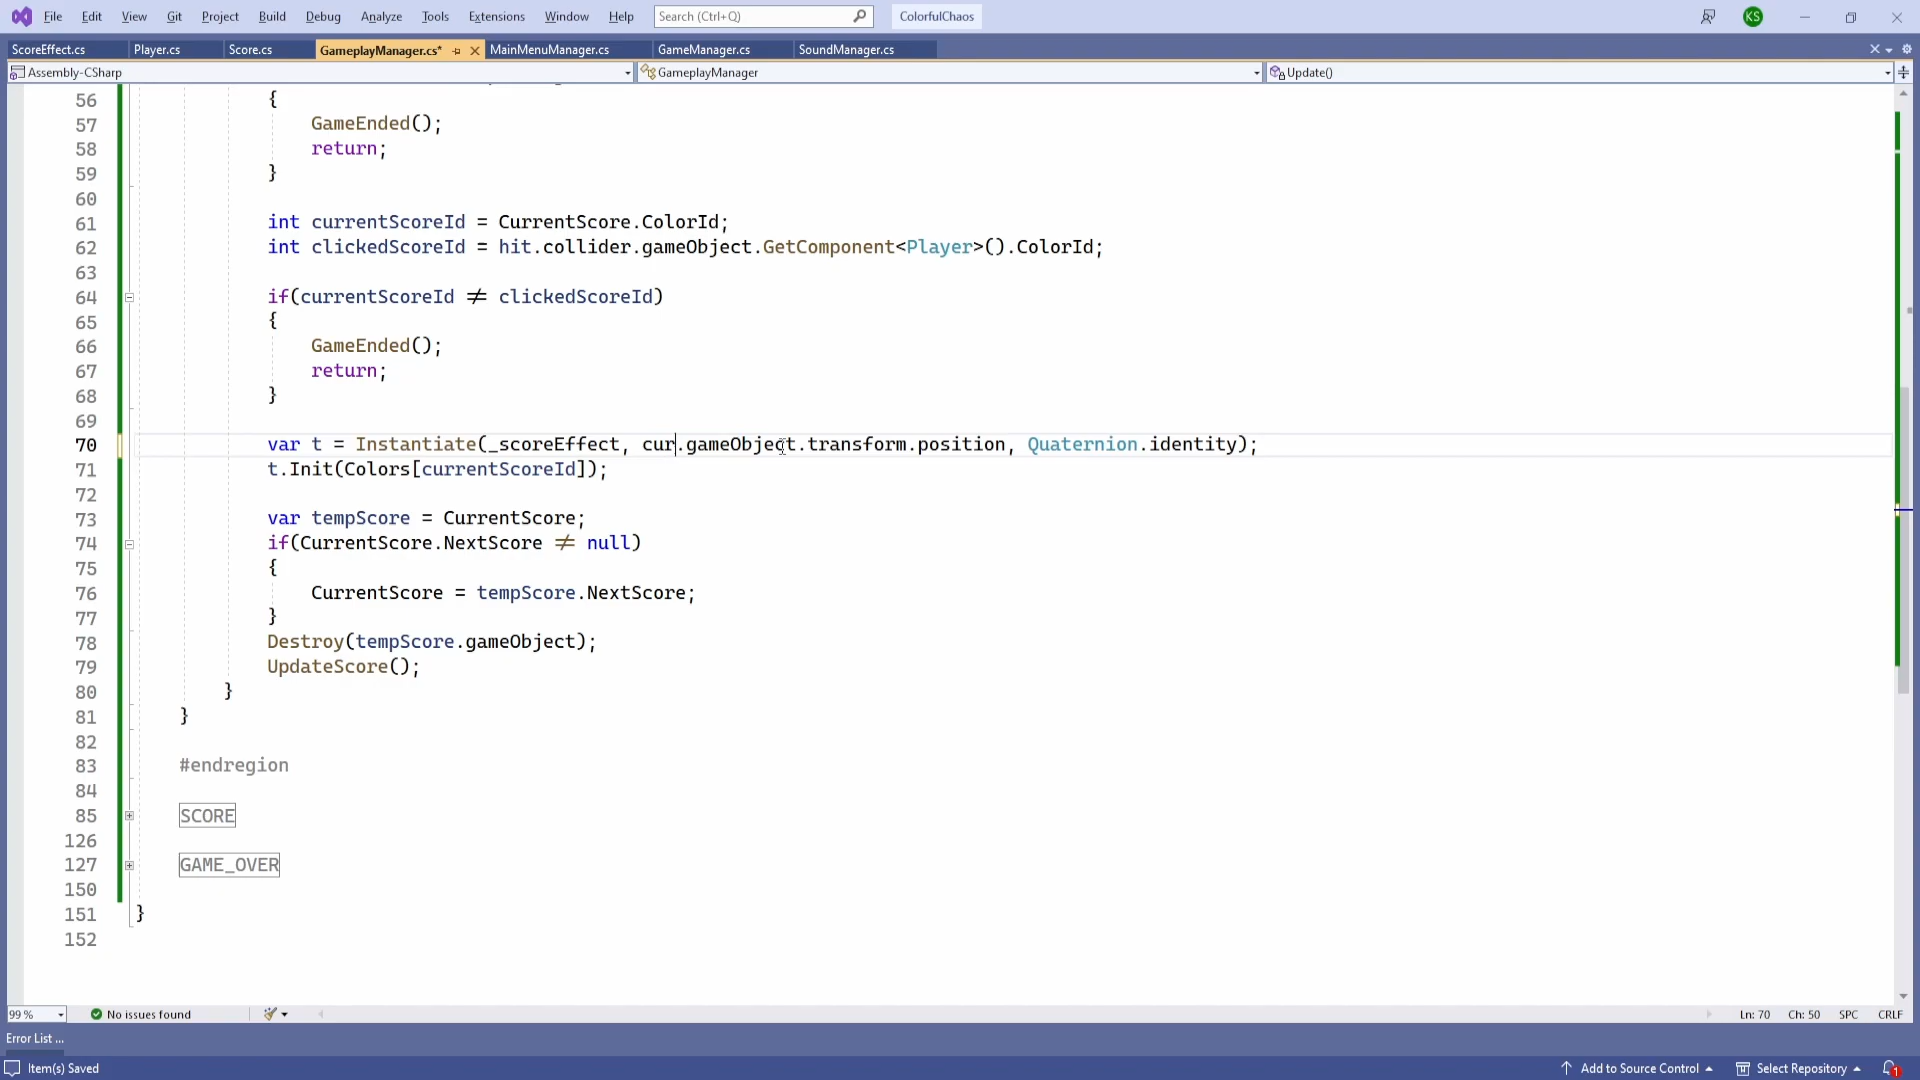 File Edit View Git Project Build Debug Analyze Tools Extensions Window Help Search (Ctrl+Q) ColorfulChaos KS
ScoreEffect.cs Player.cs Score.cs GameplayManager.cs* MainMenuManager.cs GameManager.cs SoundManager.cs
Assembly-CSharp GameplayManager Update()
56 {
57 GameEnded();
58 return;
59 }
60
61 int currentScoreId = CurrentScore.ColorId;
62 int clickedScoreId = hit.collider.gameObject.GetComponent<Player>().ColorId;
63
64 if(currentScoreId ≠ clickedScoreId)
65 {
66 GameEnded();
67 return;
68 }
69
70 var t = Instantiate(_scoreEffect, cur.gameObject.transform.position, Quaternion.identity);
71 t.Init(Colors[currentScoreId]);
72
73 var tempScore = CurrentScore;
74 if(CurrentScore.NextScore ≠ null)
75 {
76 CurrentScore = tempScore.NextScore;
77 }
78 Destroy(tempScore.gameObject);
79 UpdateScore();
80 }
81 }
82
83 #endregion
84
85 SCORE
126
127 GAME_OVER
150
151 }
152
99 % No issues found Ln: 70 Ch: 50 SPC CRLF
Error List ...
Item(s) Saved Add to Source Control Select Repository 1